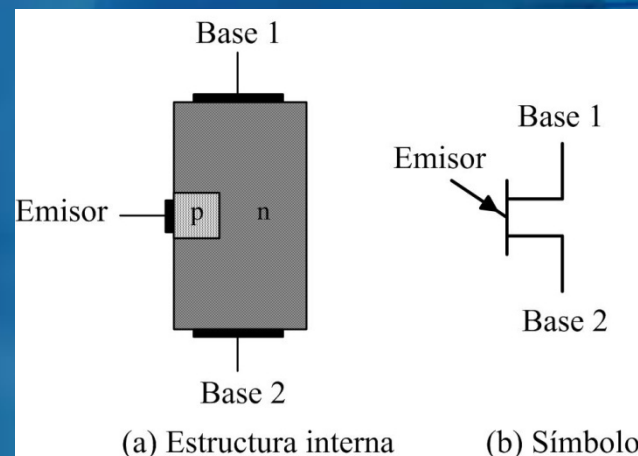 Base 1
Emisor
p
n
Base 2
(a) Estructura interna
Base 1
Emisor
Base 2
(b) Símbolo